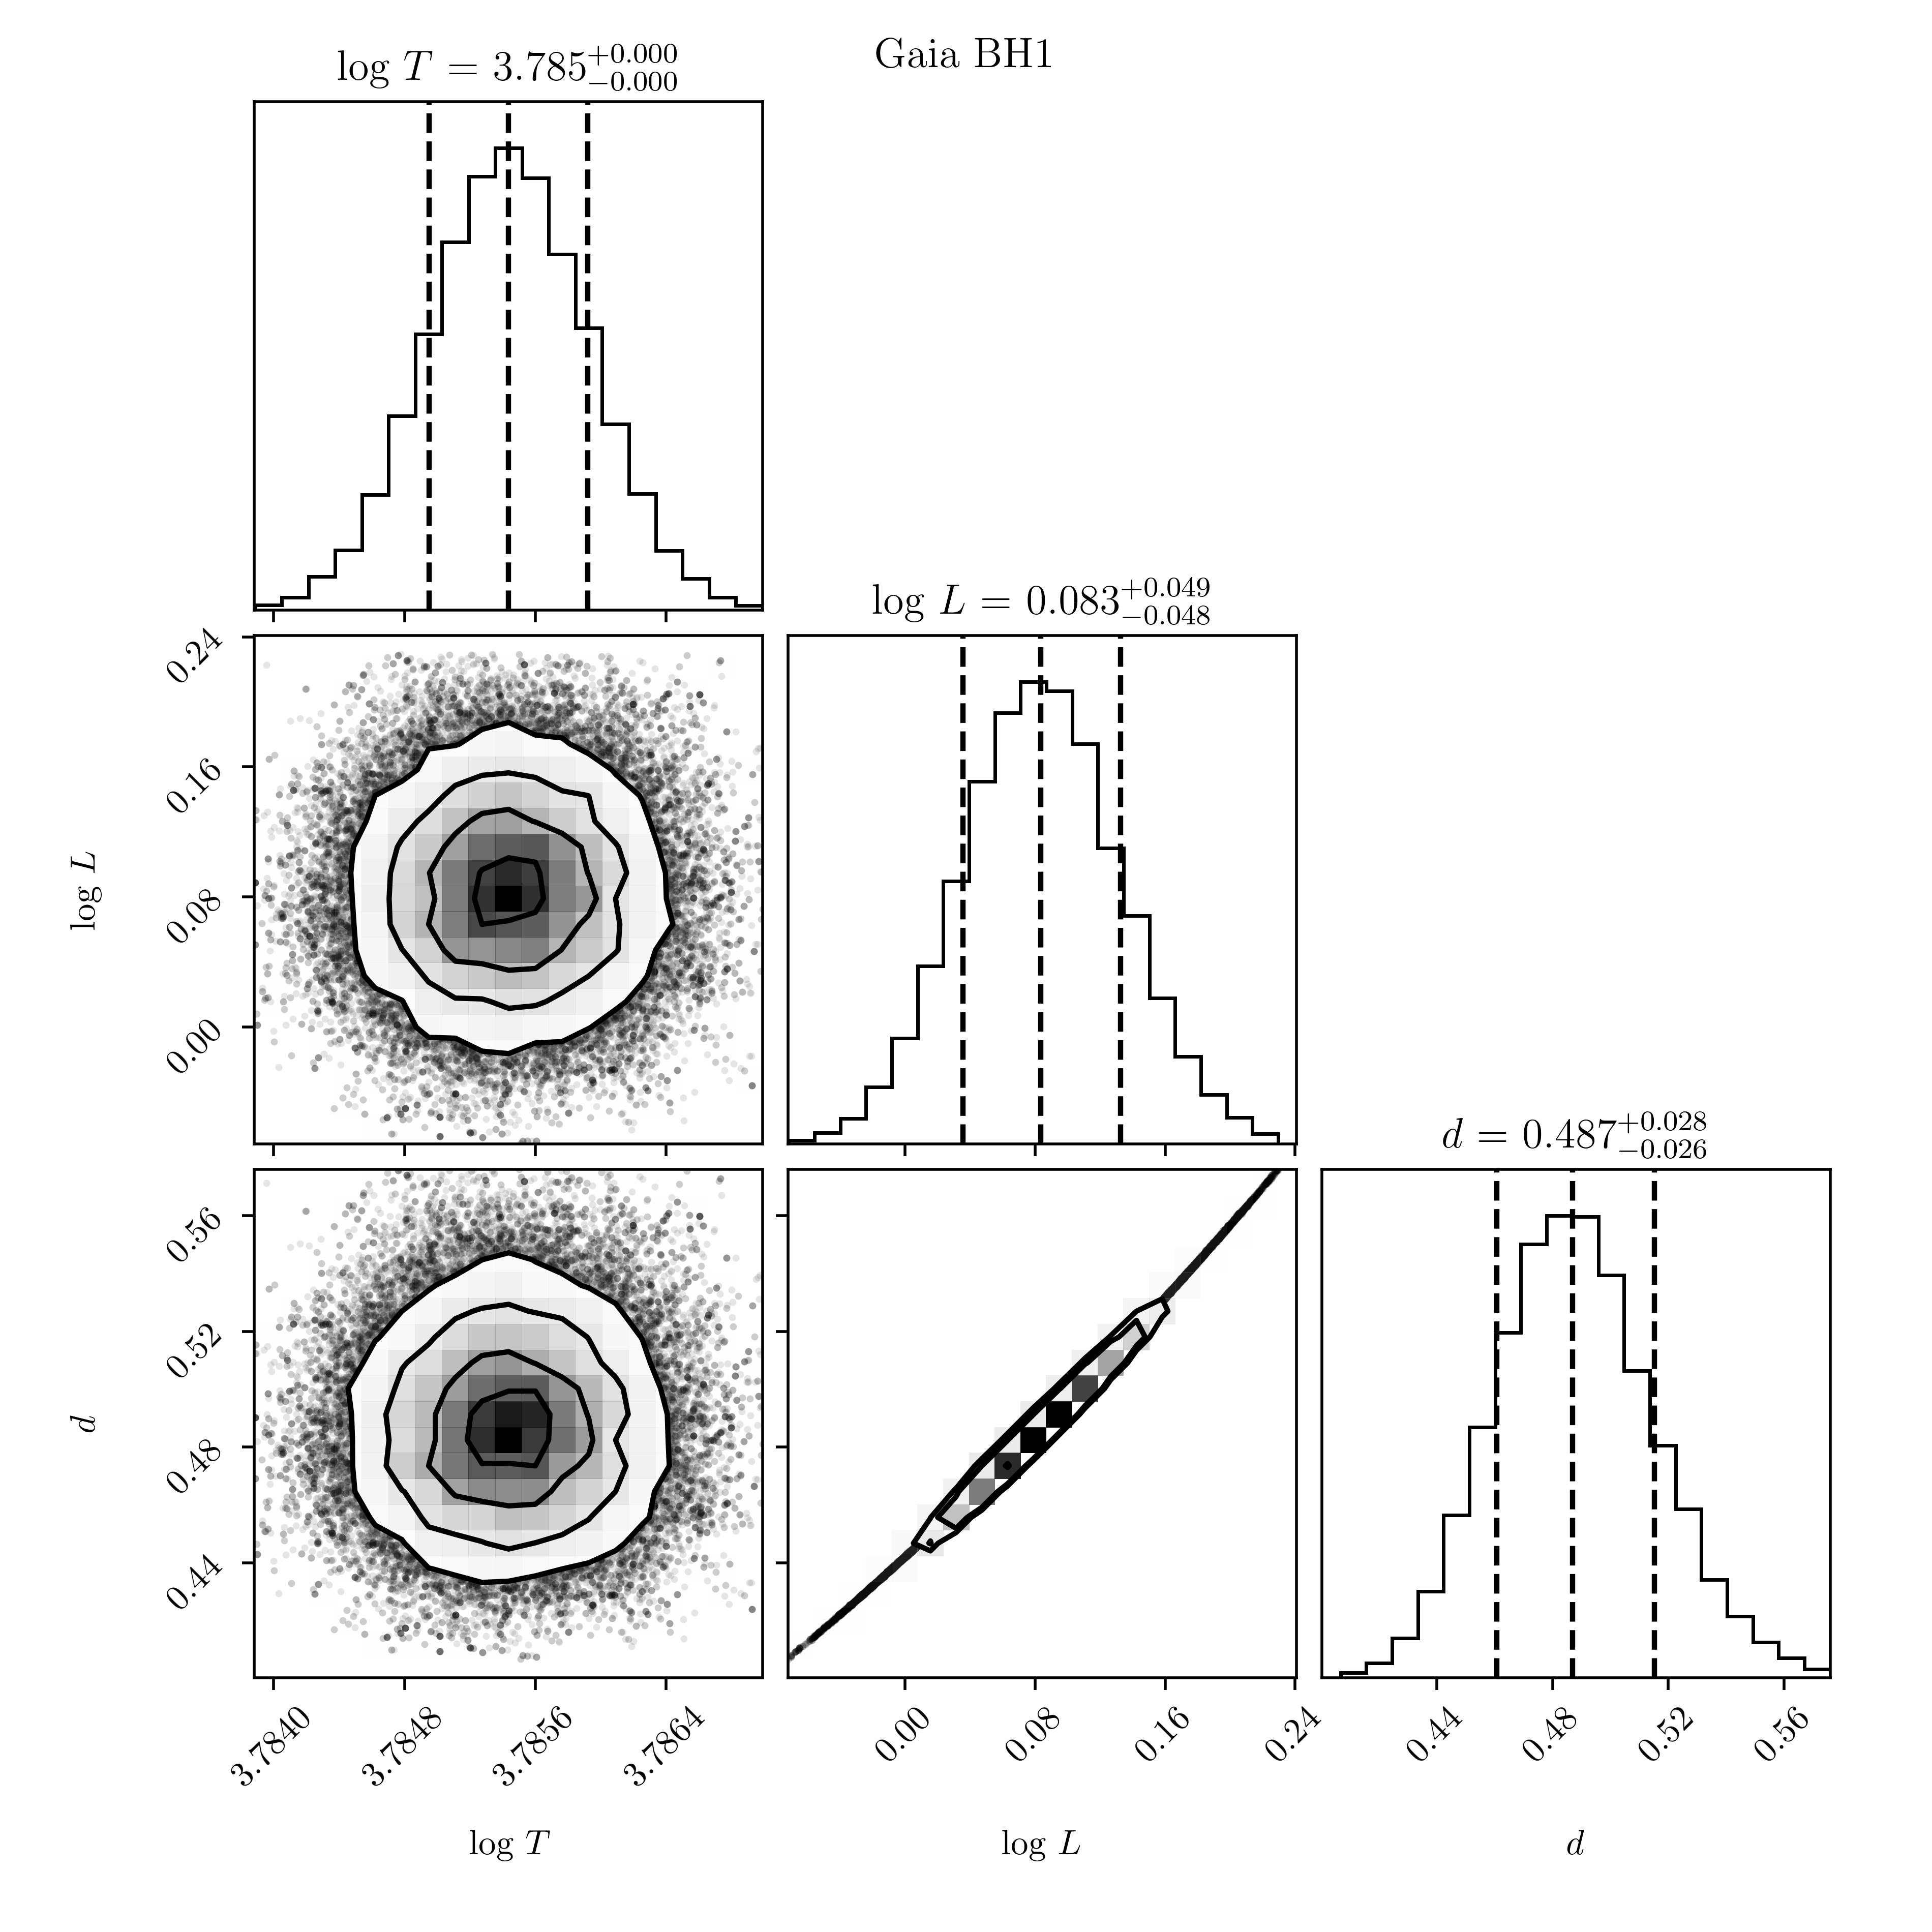 Gaia BH1
log T = 3.785 +0.000 −0.000
log L = 0.083 +0.049 −0.048
d = 0.487 +0.028 −0.026
log L
0.24
0.16
0.08
0.00
d
0.56
0.52
0.48
0.44
3.7840 3.7848 3.7856 3.7864
0.00 0.08 0.16 0.24
0.44 0.48 0.52 0.56
log T
log L
d